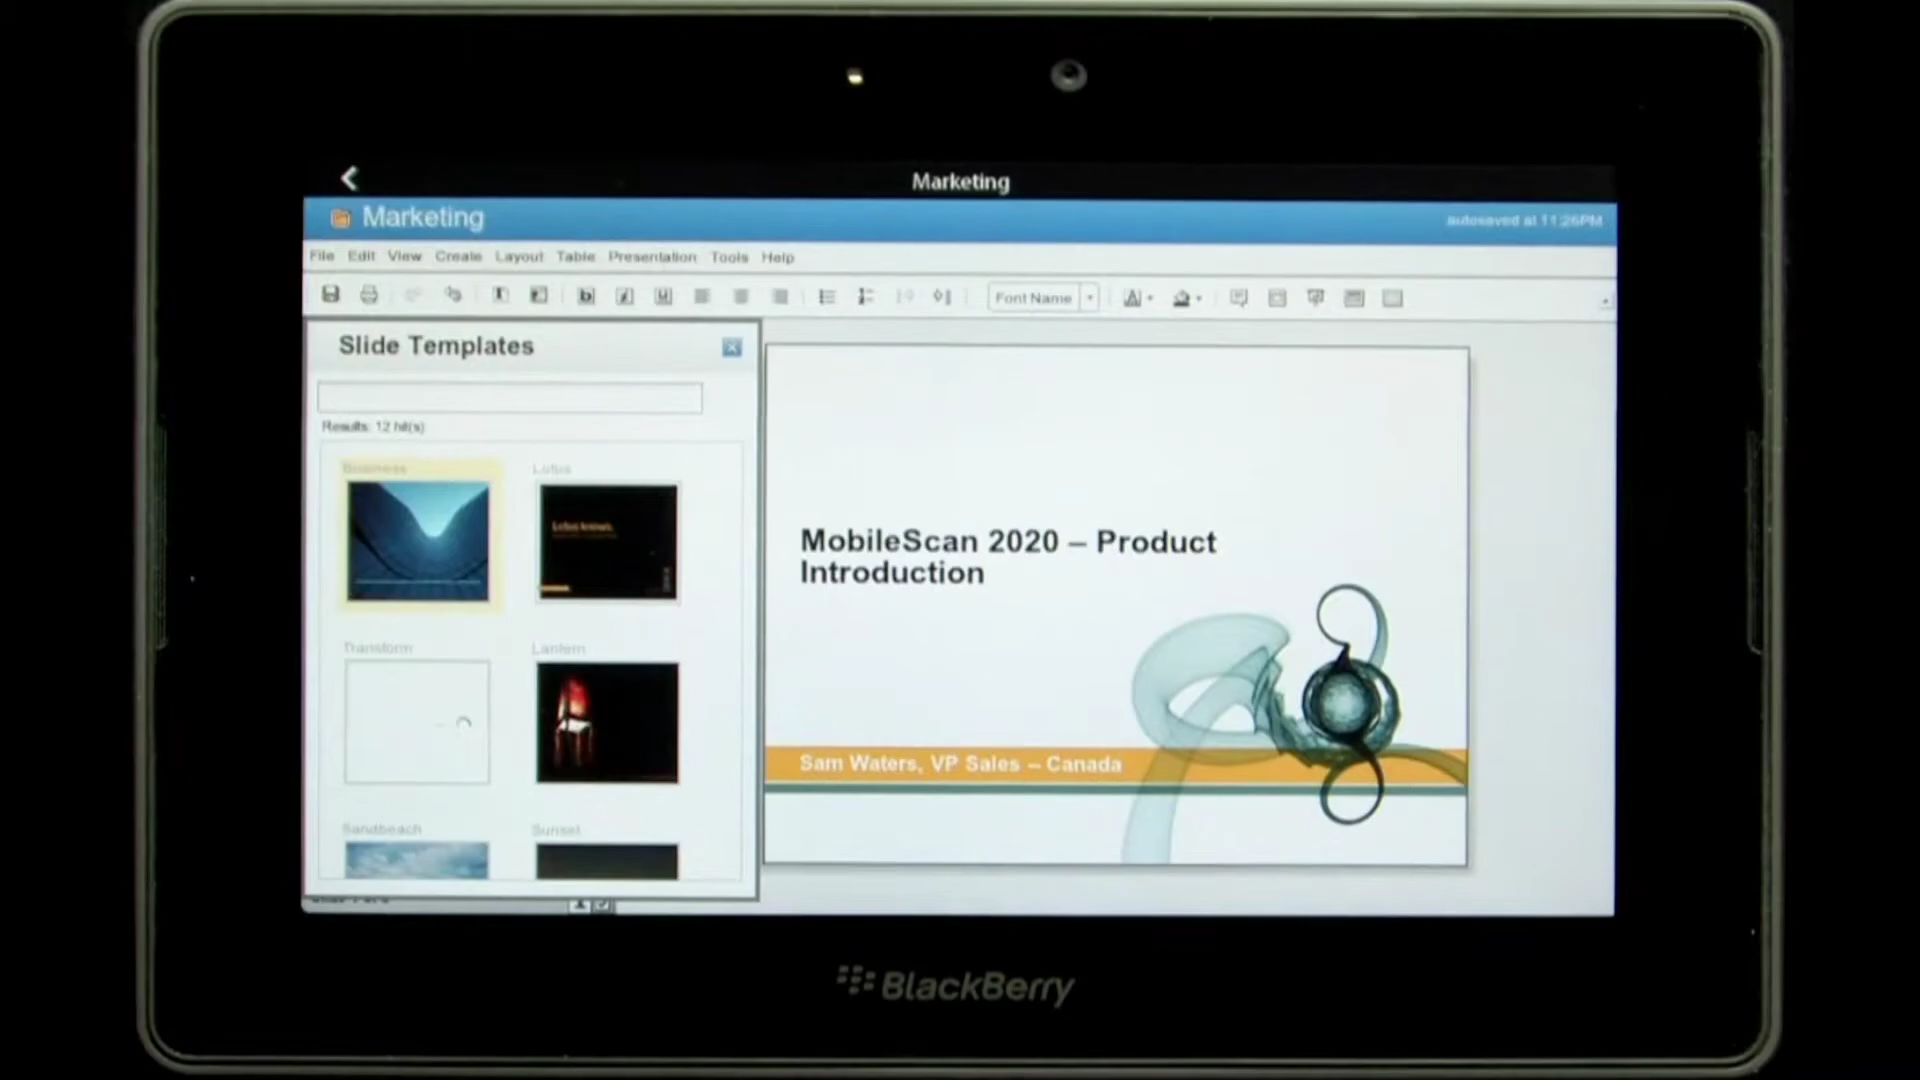 Marketing
Marketing
autosaved at 11:26PM
File Edit View Create Layout Table Presentation Tools Help
Font Name
Slide Templates
Results: 12 hit(s)
Business
Lotus
Lotus knows.
Transform
Lantern
Sandbeach
Sunset
MobileScan 2020 – Product
Introduction
Sam Waters, VP Sales – Canada
BlackBerry